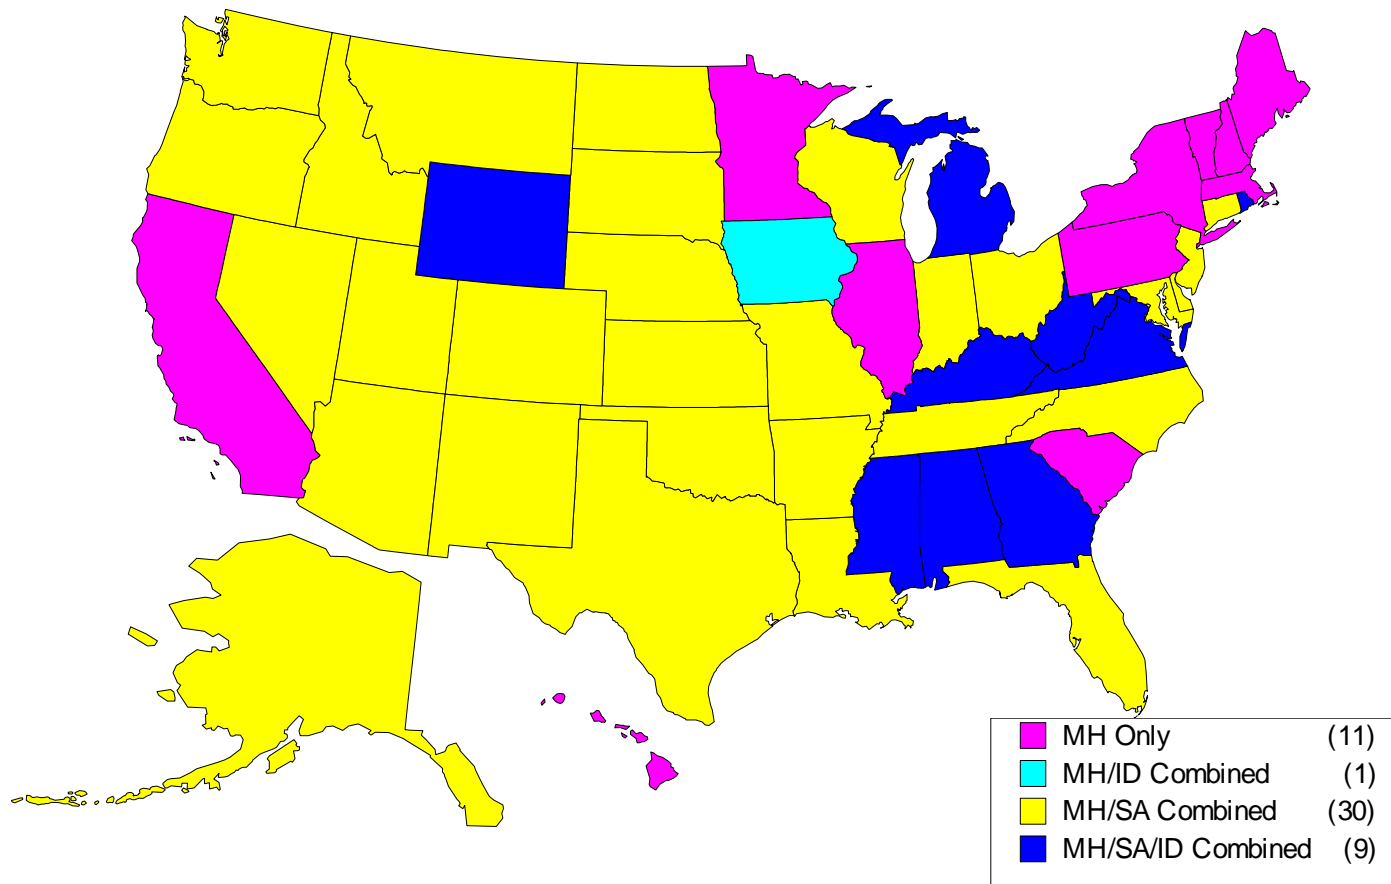 MH Only (11)
MH/ID Combined (1)
MH/SA Combined (30)
MH/SA/ID Combined (9)